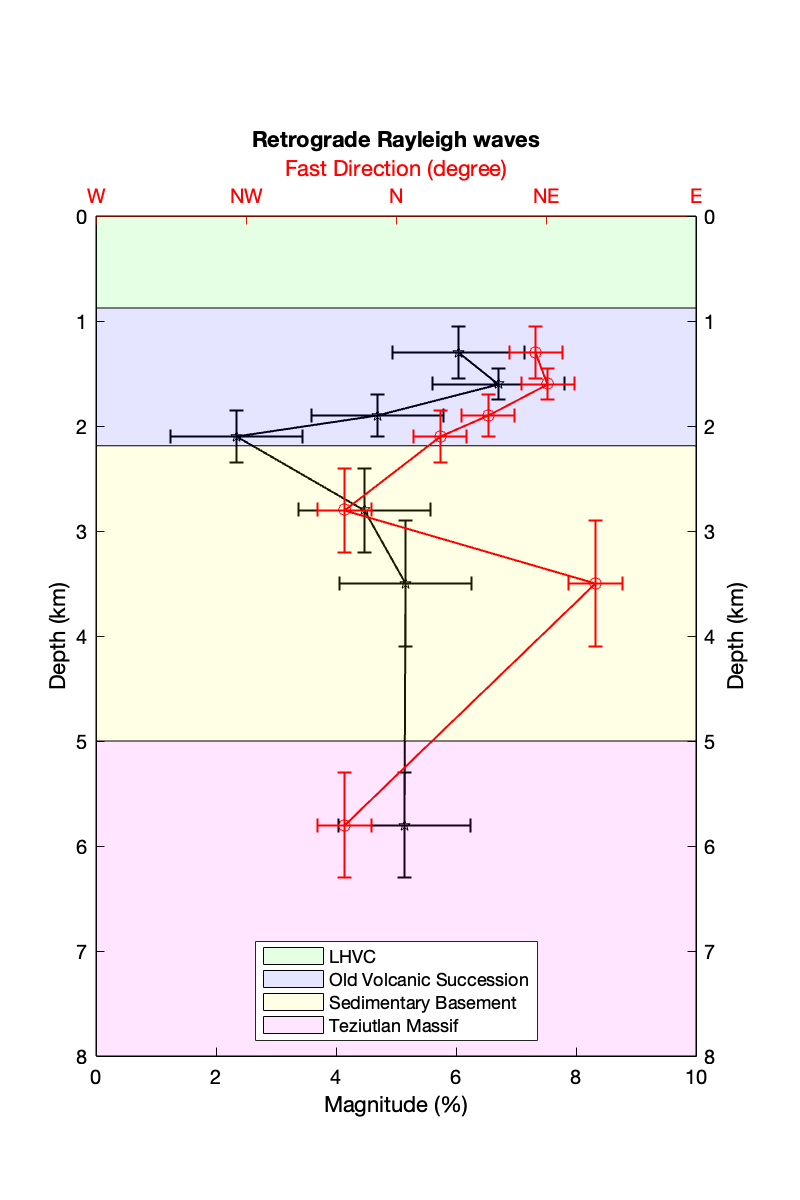 Retrograde Rayleigh waves
Fast Direction (degree)
W NW N NE E
0 0
1 1
2 2
3 3
Depth (km) Depth (km)
4 4
5 5
6 6
7 7
8 8
LHVC
Old Volcanic Succession
Sedimentary Basement
Teziutlan Massif
0 2 4 6 8 10
Magnitude (%)